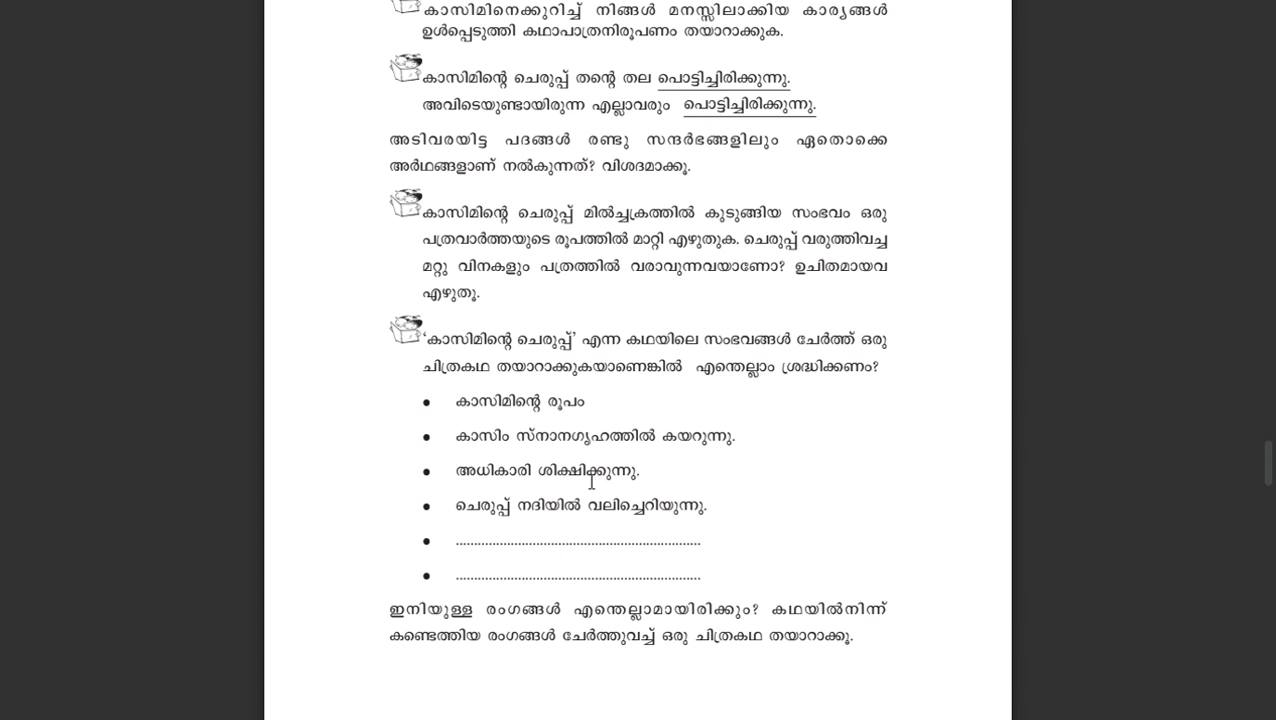 കാസിമിനെക്കുറിച്ച് നിങ്ങൾ മനസ്സിലാക്കിയ കാര്യങ്ങൾ
ഉൾപ്പെടുത്തി കഥാപാത്രനിരൂപണം തയാറാക്കുക.
കാസിമിന്റെ ചെരുപ്പ് തന്റെ തല പൊട്ടിച്ചിരിക്കുന്നു.
അവിടെയുണ്ടായിരുന്ന എല്ലാവരും പൊട്ടിച്ചിരിക്കുന്നു.
അടിവരയിട്ട പദങ്ങൾ രണ്ടു സന്ദർഭങ്ങളിലും ഏതൊക്കെ
അർഥങ്ങളാണ് നൽകുന്നത്? വിശദമാക്കൂ.
കാസിമിന്റെ ചെരുപ്പ് മിൽച്ചക്രത്തിൽ കുടുങ്ങിയ സംഭവം ഒരു
പത്രവാർത്തയുടെ രൂപത്തിൽ മാറ്റി എഴുതുക. ചെരുപ്പ് വരുത്തിവച്ച
മറ്റു വിനകളും പത്രത്തിൽ വരാവുന്നവയാണോ? ഉചിതമായവ
എഴുതൂ.
'കാസിമിന്റെ ചെരുപ്പ്' എന്ന കഥയിലെ സംഭവങ്ങൾ ചേർത്ത് ഒരു
ചിത്രകഥ തയാറാക്കുകയാണെങ്കിൽ എന്തെല്ലാം ശ്രദ്ധിക്കണം?
● കാസിമിന്റെ രൂപം
● കാസിം സ്നാനഗൃഹത്തിൽ കയറുന്നു.
● അധികാരി ശിക്ഷിക്കുന്നു.
● ചെരുപ്പ് നദിയിൽ വലിച്ചെറിയുന്നു.
● ..................................................................
● ..................................................................
ഇനിയുള്ള രംഗങ്ങൾ എന്തെല്ലാമായിരിക്കും? കഥയിൽനിന്ന്
കണ്ടെത്തിയ രംഗങ്ങൾ ചേർത്തുവച്ച് ഒരു ചിത്രകഥ തയാറാക്കൂ.